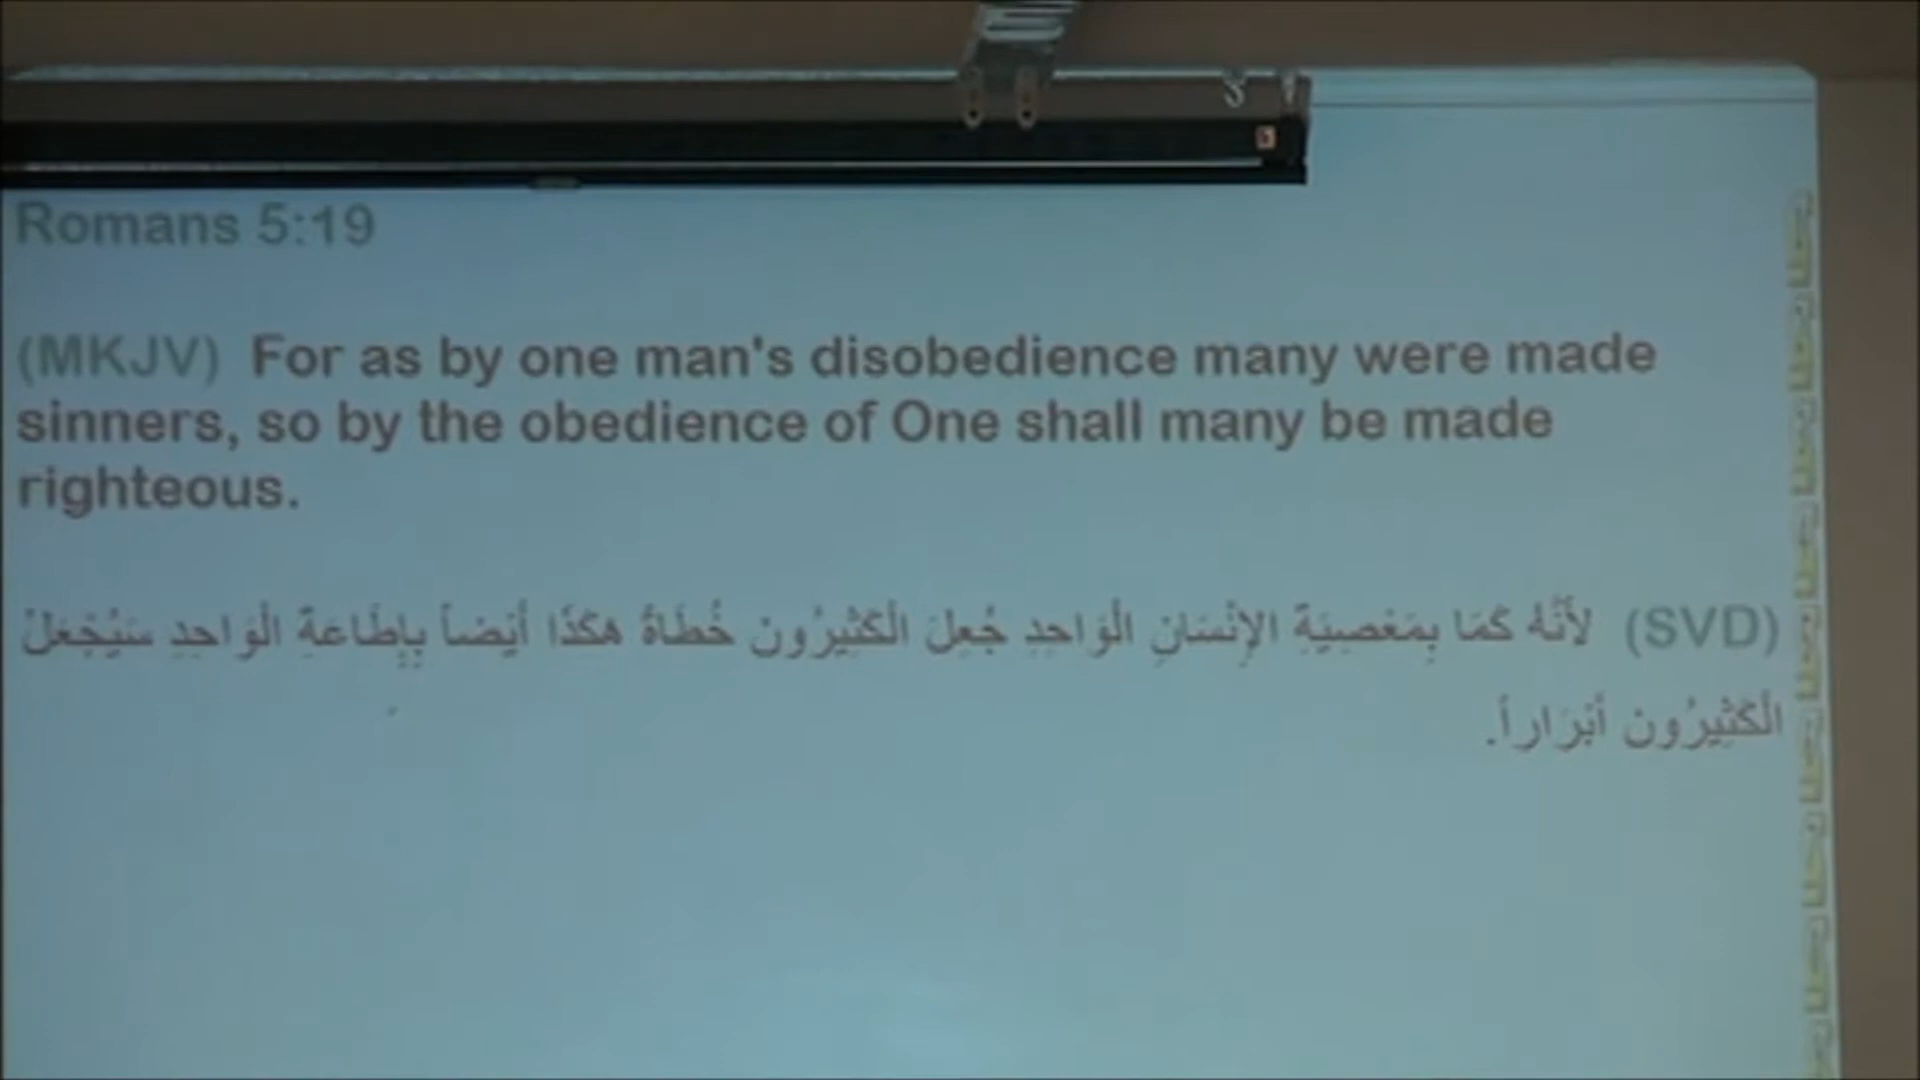 Romans 5:19
(MKJV) For as by one man's disobedience many were made
sinners, so by the obedience of One shall many be made
righteous.
(SVD) لأَنَّهُ كَمَا بِمَعْصِيَةِ الإِنْسَانِ الْوَاحِدِ جُعِلَ الْكَثِيرُونَ خُطَاةً هَكَذَا أَيْضاً بِإِطَاعَةِ الْوَاحِدِ سَيُجْعَلُ
الْكَثِيرُونَ أَبْرَاراً.